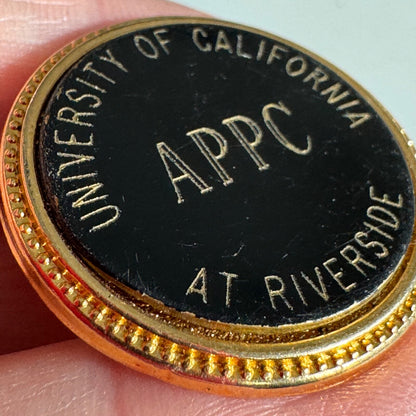 UNIVERSITY OF CALIFORNIA
APPC
AT RIVERSIDE